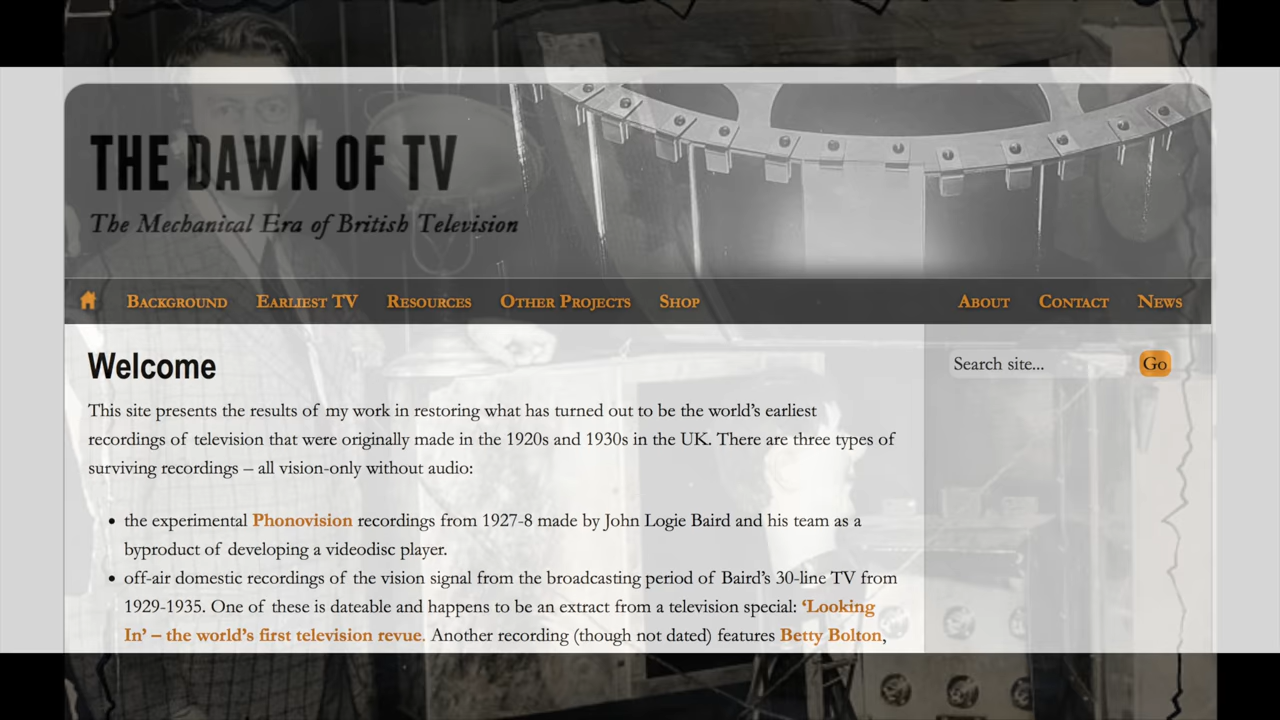 THE DAWN OF TV
The Mechanical Era of British Television
Background Earliest TV Resources Other Projects Shop About Contact News
Welcome
Search site... Go
This site presents the results of my work in restoring what has turned out to be the world’s earliest
recordings of television that were originally made in the 1920s and 1930s in the UK. There are three types of
surviving recordings – all vision-only without audio:
• the experimental Phonovision recordings from 1927-8 made by John Logie Baird and his team as a
byproduct of developing a videodisc player.
• off-air domestic recordings of the vision signal from the broadcasting period of Baird’s 30-line TV from
1929-1935. One of these is dateable and happens to be an extract from a television special: ‘Looking
In’ – the world’s first television revue. Another recording (though not dated) features Betty Bolton,